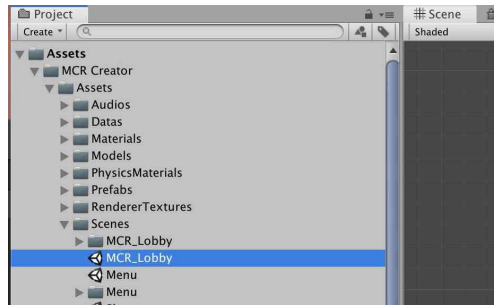 Project
# Scene
Create
Shaded
Assets
MCR Creator
Assets
Audios
Datas
Materials
Models
PhysicsMaterials
Prefabs
RendererTextures
Scenes
MCR_Lobby
MCR_Lobby
Menu
Menu